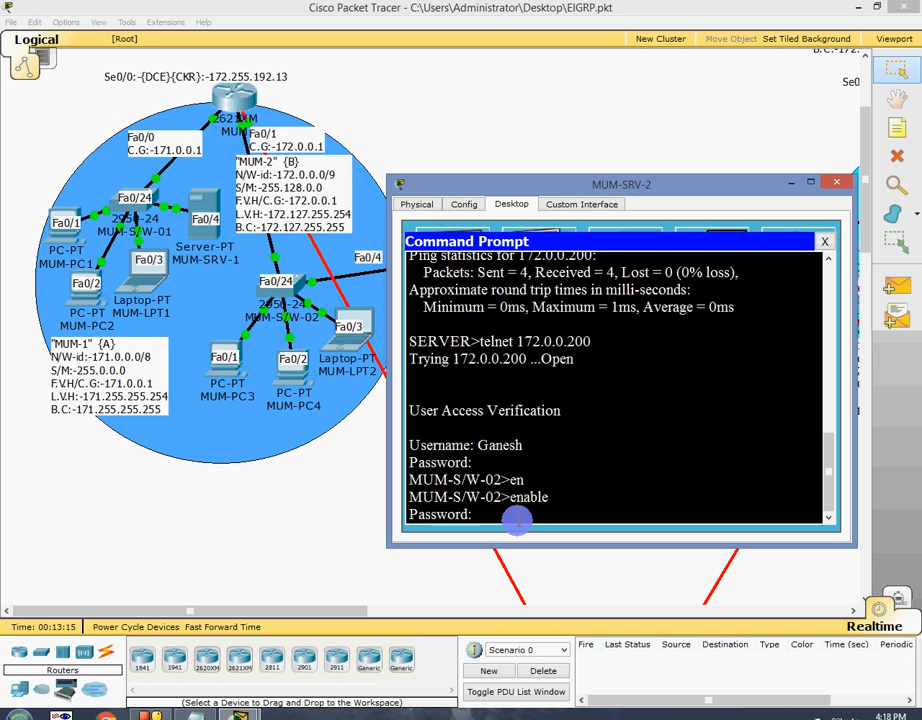 Cisco Packet Tracer - C:\Users\Administrator\Desktop\EIGRP.pkt
File Edit Options View Tools Extensions Help
Logical [Root] New Cluster Move Object Set Tiled Background Viewport
B.C:-172.
Se0/0:-{DCE}{CKR}:-172.255.192.13
Se0
2621XM
MUM
Fa0/0
C.G:-171.0.0.1
Fa0/1
C.G:-172.0.0.1
"MUM-2" {B}
N/W-id:-172.0.0.0/9
S/M:-255.128.0.0
F.V.H/C.G:-172.0.0.1
L.V.H:-172.127.255.254
B.C:-172.127.255.255
Fa0/24
2950-24
MUM-S/W-01
Fa0/1
PC-PT
MUM-PC1
Fa0/4
Server-PT
MUM-SRV-1
Fa0/3
Laptop-PT
MUM-LPT1
Fa0/2
PC-PT
MUM-PC2
Fa0/4
Fa0/24
2950-24
MUM-S/W-02
Fa0/3
Laptop-PT
MUM-LPT2
Fa0/1
PC-PT
MUM-PC3
Fa0/2
PC-PT
MUM-PC4
"MUM-1" {A}
N/W-id:-171.0.0.0/8
S/M:-255.0.0.0
F.V.H/C.G:-171.0.0.1
L.V.H:-171.255.255.254
B.C:-171.255.255.255
MUM-SRV-2
Physical Config Desktop Custom Interface
Command Prompt X
Ping statistics for 172.0.0.200:
Packets: Sent = 4, Received = 4, Lost = 0 (0% loss),
Approximate round trip times in milli-seconds:
Minimum = 0ms, Maximum = 1ms, Average = 0ms
SERVER>telnet 172.0.0.200
Trying 172.0.0.200 ...Open
User Access Verification
Username: Ganesh
Password:
MUM-S/W-02>en
MUM-S/W-02>enable
Password:
Time: 00:13:15 Power Cycle Devices Fast Forward Time
Realtime
Routers
1841 1941 2620XM 2621XM 2811 2901 2911 Generic Generic
(Select a Device to Drag and Drop to the Workspace)
Scenario 0
New Delete
Toggle PDU List Window
Fire Last Status Source Destination Type Color Time (sec) Periodic
4:18 PM